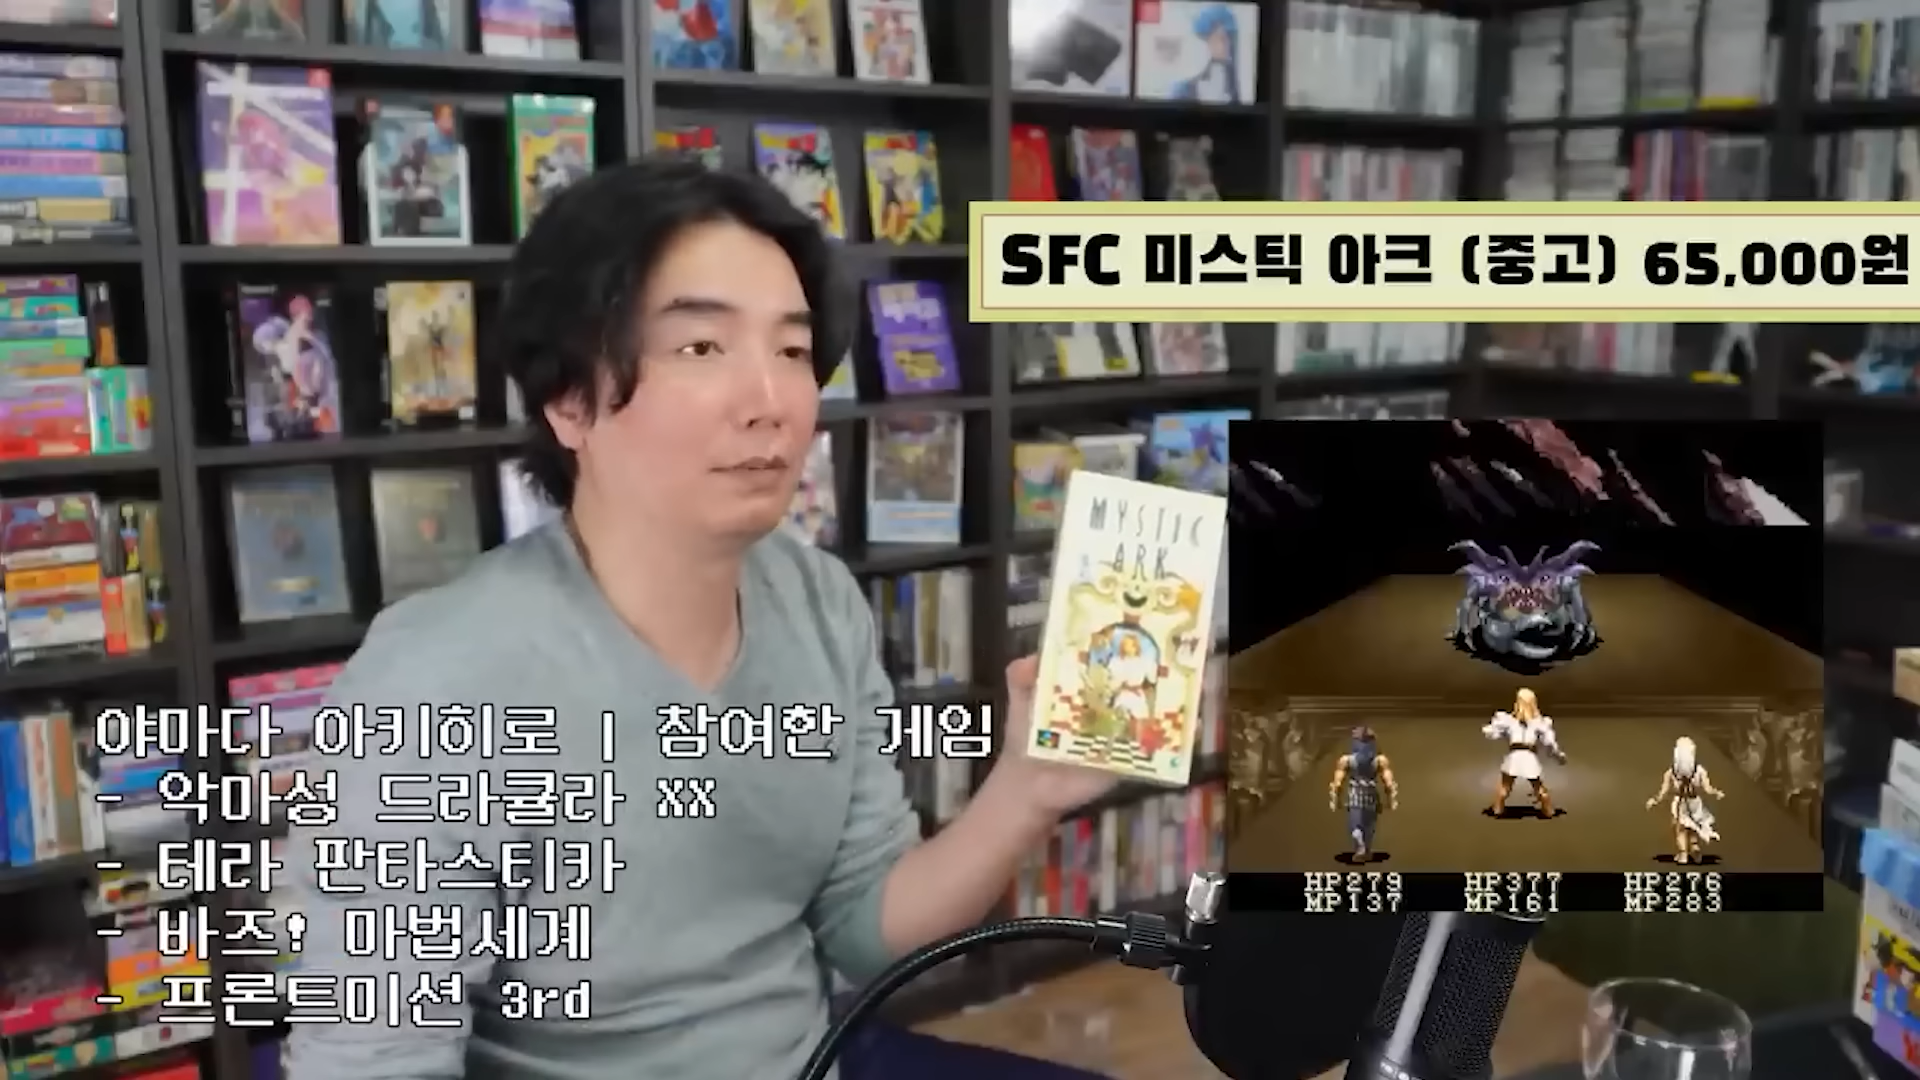 SFC 미스틱 아크 (중고) 65,000원
MYSTIC
ARK
야마다 아키히로 | 참여한 게임
- 악마성 드라큘라 XX
- 테라 판타스티카
- 바즈! 마법세계
- 프론트미션 3rd
HP279 HP377 HP276
MP137 MP161 MP283